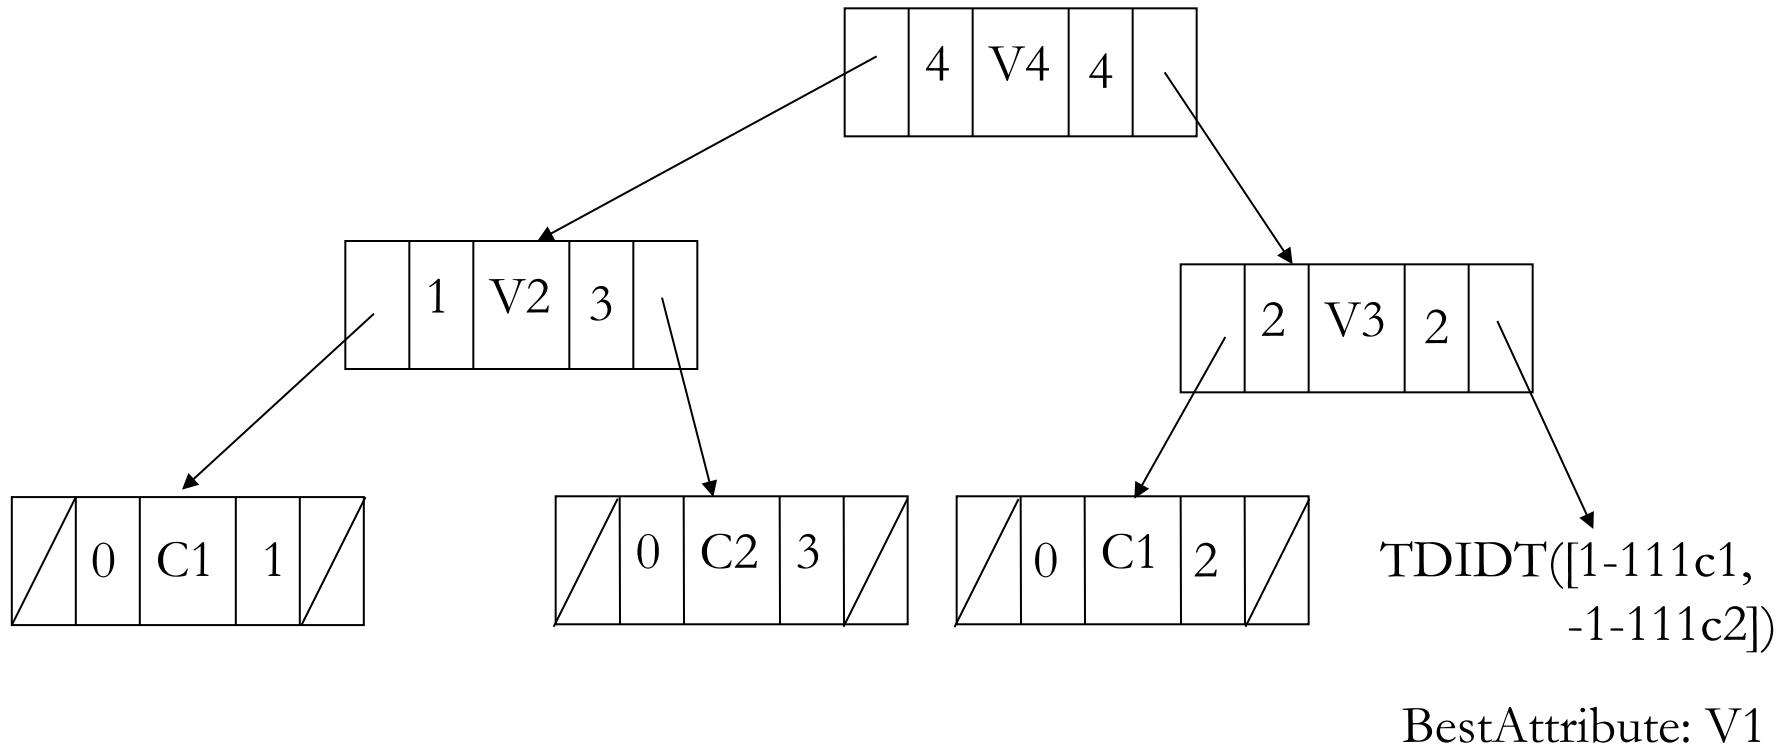 4 V4 4
1 V2 3
2 V3 2
0 C1 1
0 C2 3
0 C1 2
TDIDT([1-111c1,
-1-111c2])
BestAttribute: V1